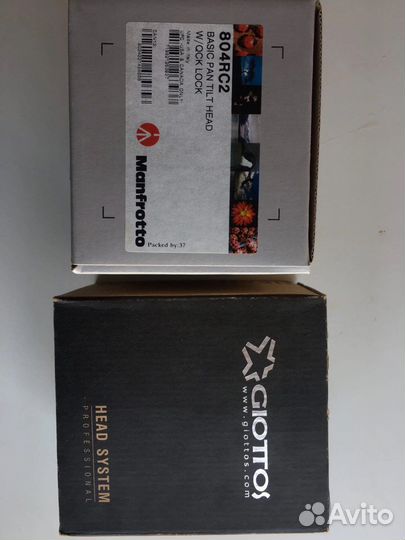 804RC2
BASIC PAN TILT HEAD
W/ QCK LOCK
Made in Italy
Manfrotto
Packed by:37
GIOTTOS
www.giottos.com
HEAD SYSTEM
PROFESSIONAL
Avito